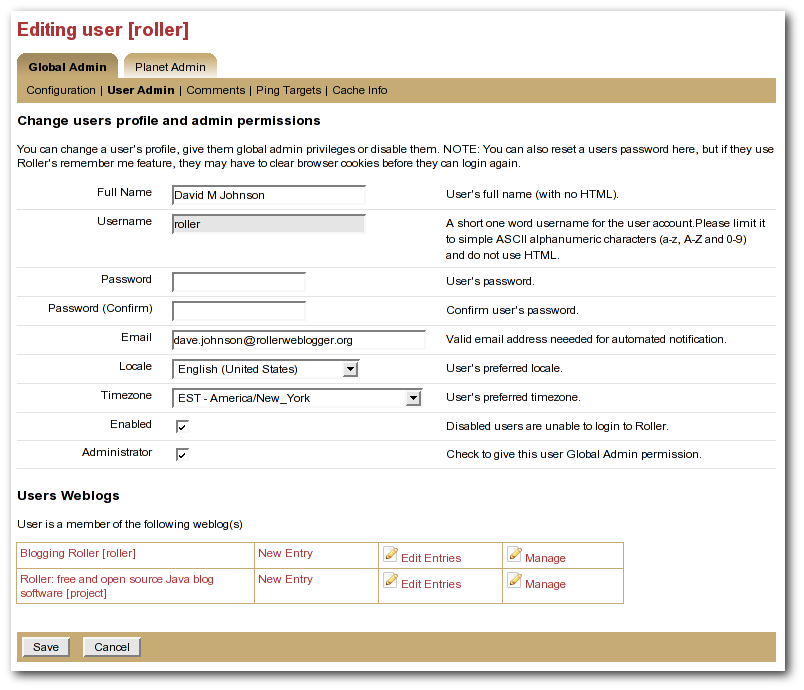 Editing user [roller]
Global Admin Planet Admin
Configuration | User Admin | Comments | Ping Targets | Cache Info
Change users profile and admin permissions
You can change a user's profile, give them global admin privileges or disable them. NOTE: You can also reset a users password here, but if they use
Roller's remember me feature, they may have to clear browser cookies before they can login again.
Full Name David M Johnson User's full name (with no HTML).
Username roller A short one word username for the user account.Please limit it
to simple ASCII alphanumeric characters (a-z, A-Z and 0-9)
and do not use HTML.
Password User's password.
Password (Confirm) Confirm user's password.
Email dave.johnson@rollerweblogger.org Valid email address neeeded for automated notification.
Locale English (United States) User's preferred locale.
Timezone EST - America/New_York User's preferred timezone.
Enabled Disabled users are unable to login to Roller.
Administrator Check to give this user Global Admin permission.
Users Weblogs
User is a member of the following weblog(s)
Blogging Roller [roller] New Entry Edit Entries Manage
Roller: free and open source Java blog New Entry Edit Entries Manage
software [project]
Save Cancel